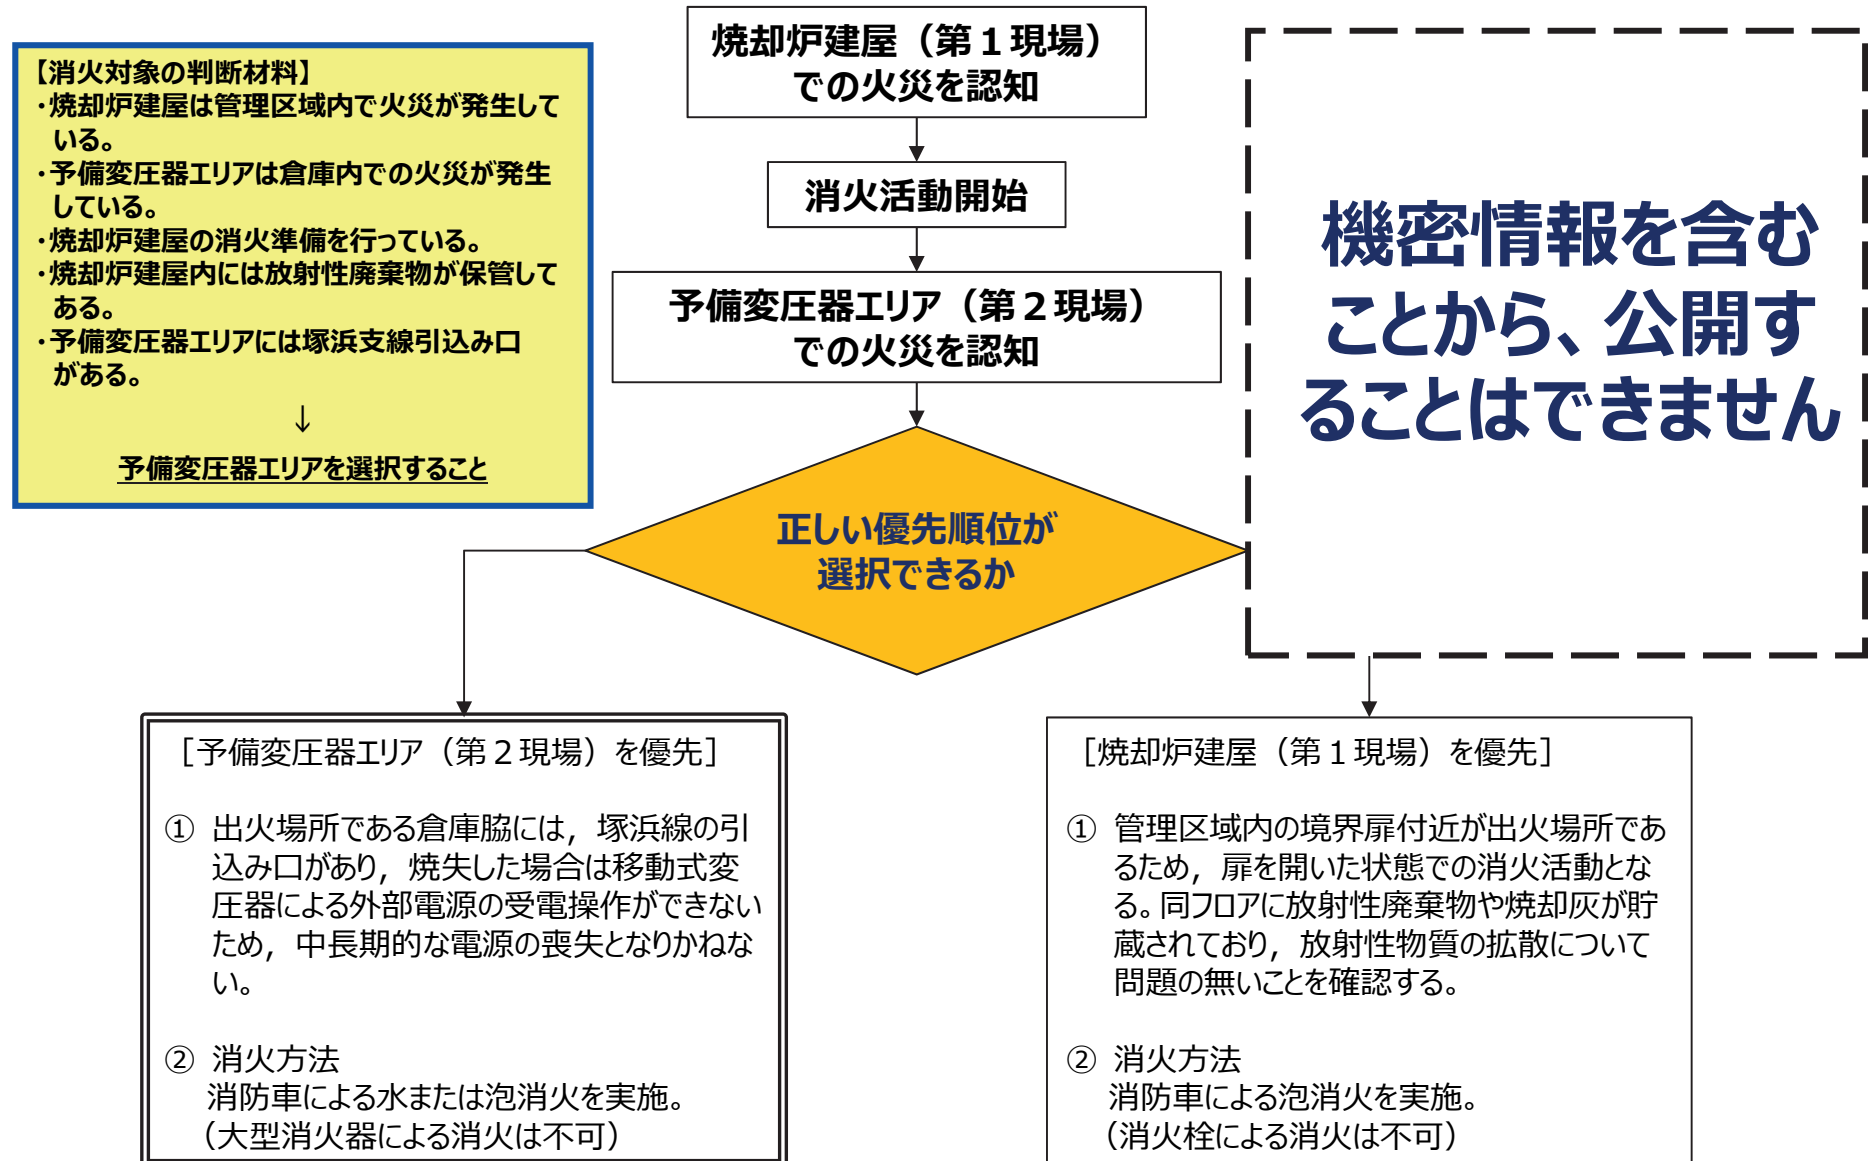 【消火対象の判断材料】
・焼却炉建屋は管理区域内で火災が発生して
いる。
・予備変圧器エリアは倉庫内での火災が発生
している。
・焼却炉建屋の消火準備を行っている。
・焼却炉建屋内には放射性廃棄物が保管して
ある。
・予備変圧器エリアには塚浜支線引込み口
がある。
↓
予備変圧器エリアを選択すること
焼却炉建屋（第１現場）
での火災を認知
消火活動開始
予備変圧器エリア（第２現場）
での火災を認知
正しい優先順位が
選択できるか
機密情報を含む
ことから、公開す
ることはできません
［予備変圧器エリア（第２現場）を優先］
① 出火場所である倉庫脇には，塚浜線の引
込み口があり，焼失した場合は移動式変
圧器による外部電源の受電操作ができない
ため，中長期的な電源の喪失となりかねな
い。
② 消火方法
消防車による水または泡消火を実施。
（大型消火器による消火は不可）
［焼却炉建屋（第１現場）を優先］
① 管理区域内の境界扉付近が出火場所であ
るため，扉を開いた状態での消火活動とな
る。同フロアに放射性廃棄物や焼却灰が貯
蔵されており，放射性物質の拡散について
問題の無いことを確認する。
② 消火方法
消防車による泡消火を実施。
（消火栓による消火は不可）